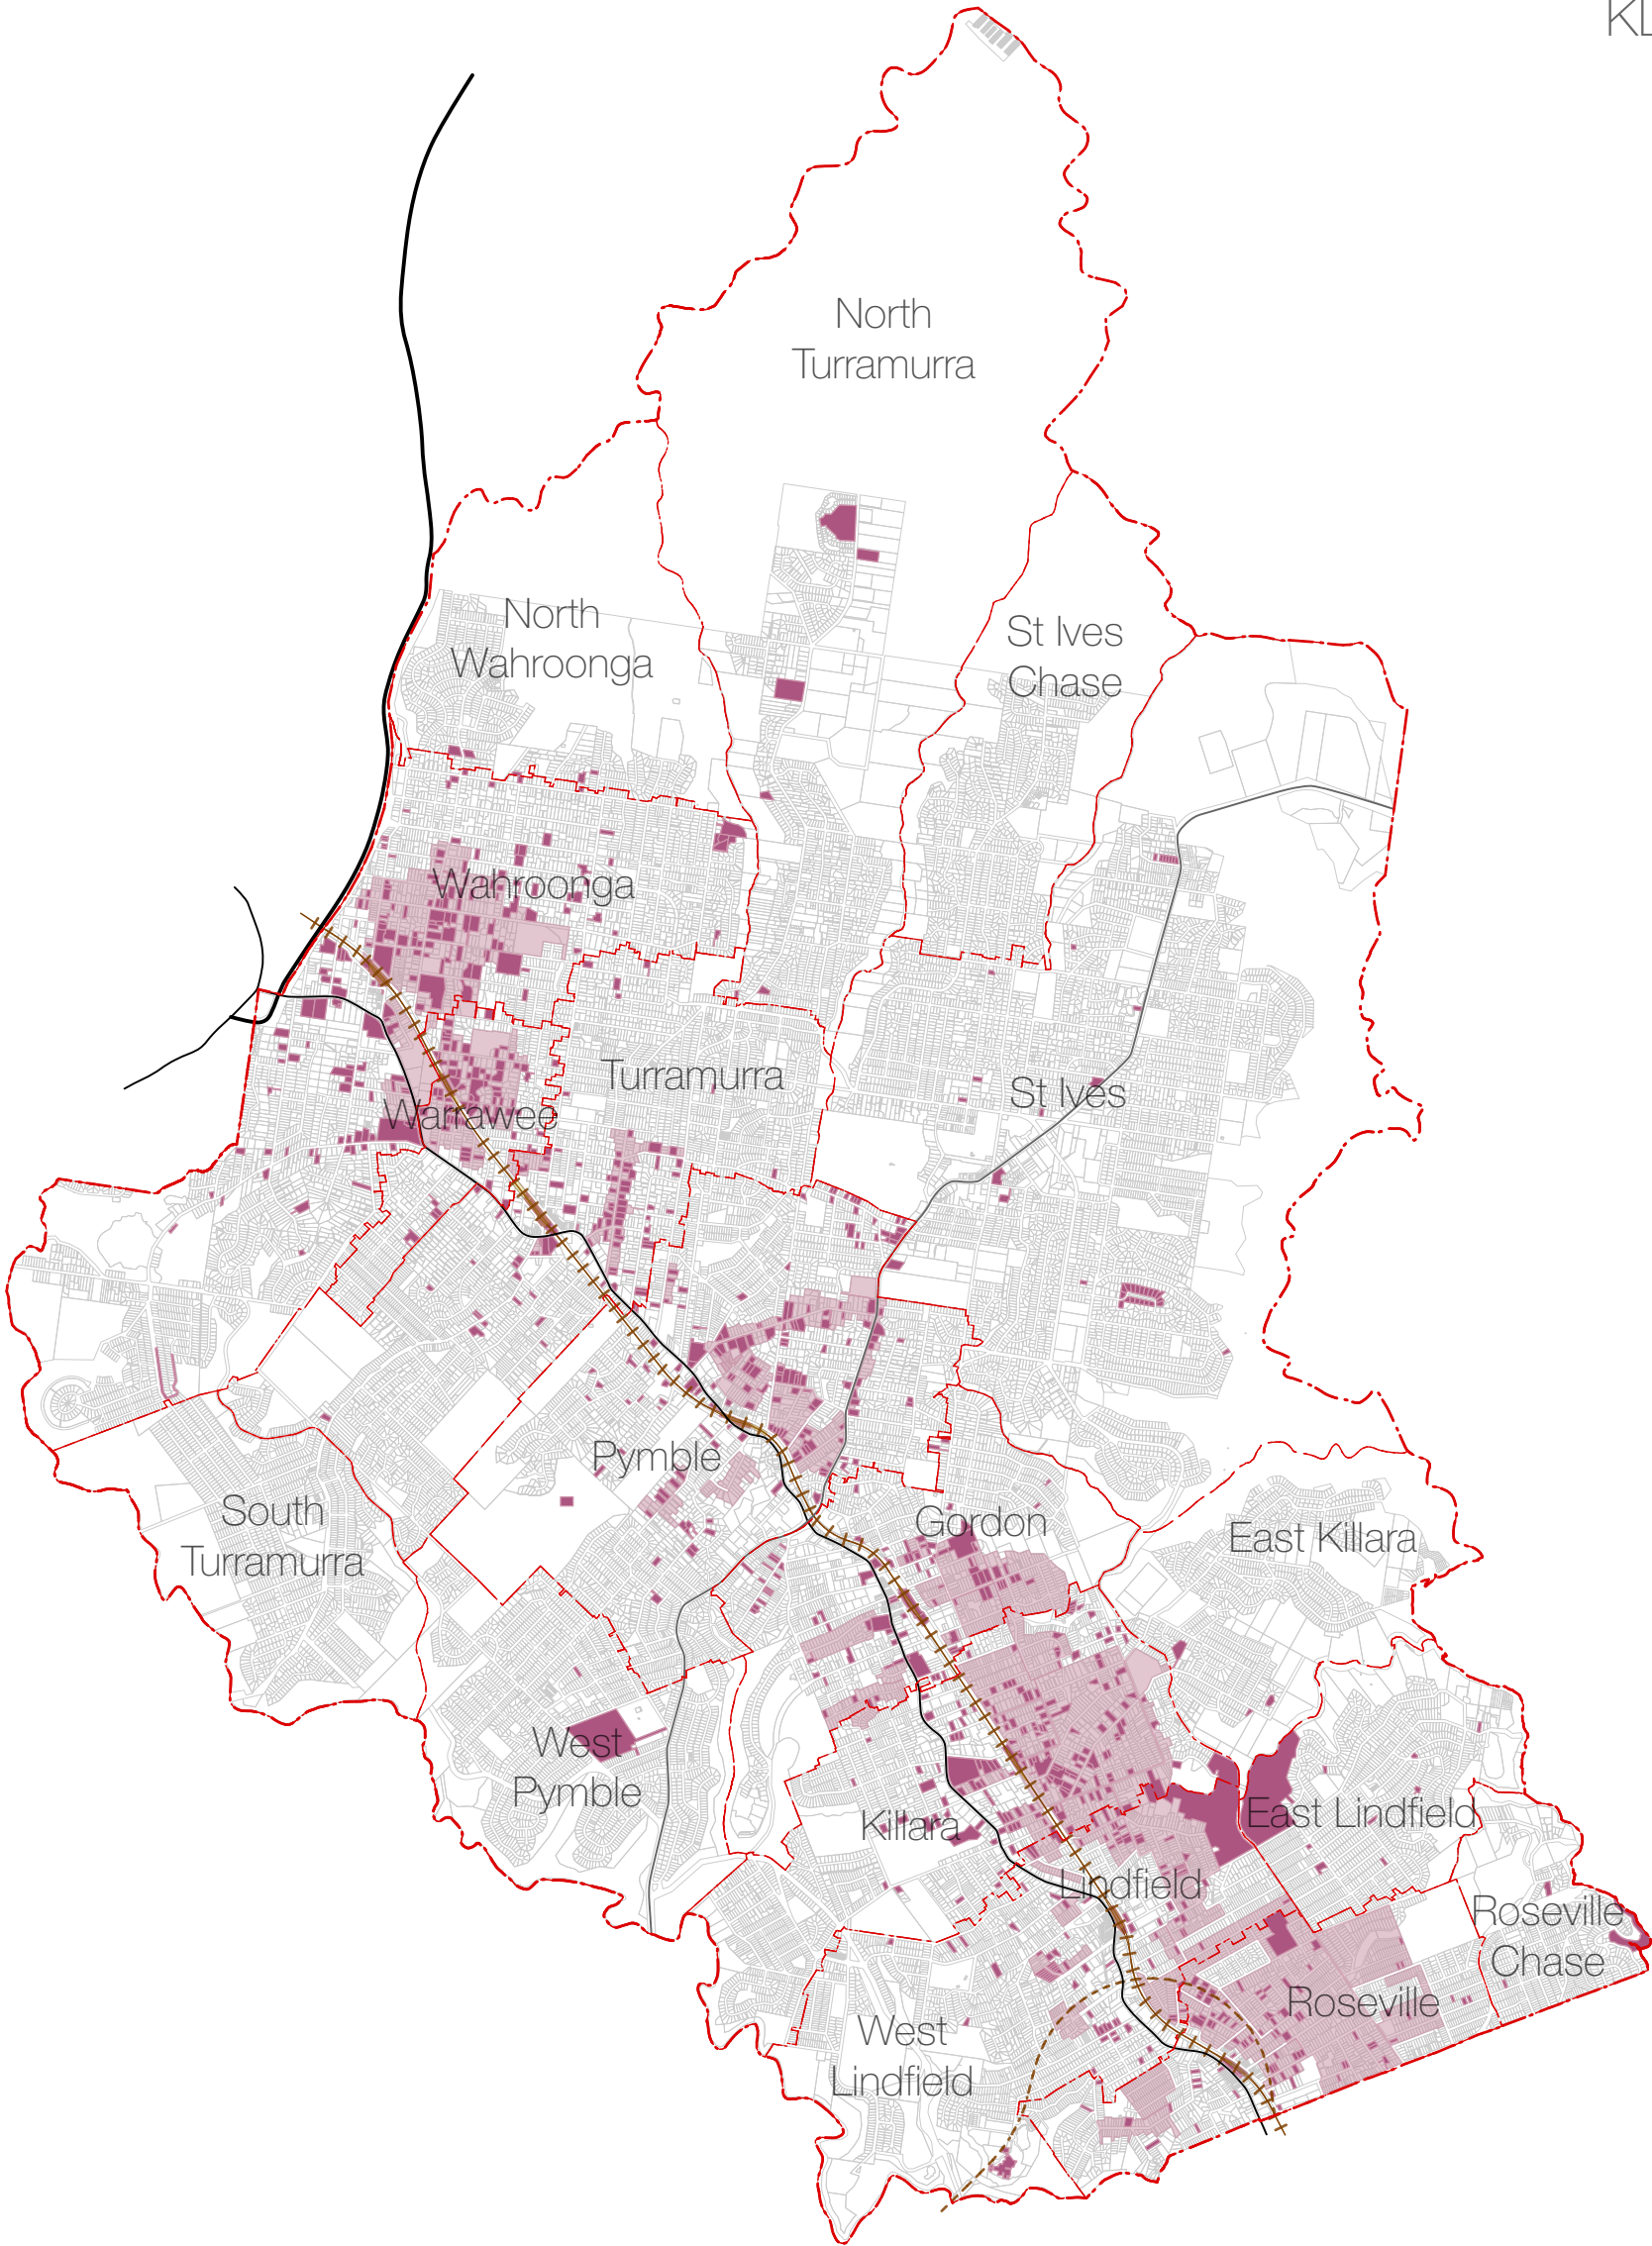 KL
North
Turramurra
North
Wahroonga
St Ives
Chase
Wahroonga
Turramurra
St Ives
Warrawee
Pymble
South
Turramurra
Gordon
East Killara
West
Pymble
Killara
East Lindfield
Lindfield
Roseville
Chase
Roseville
West
Lindfield